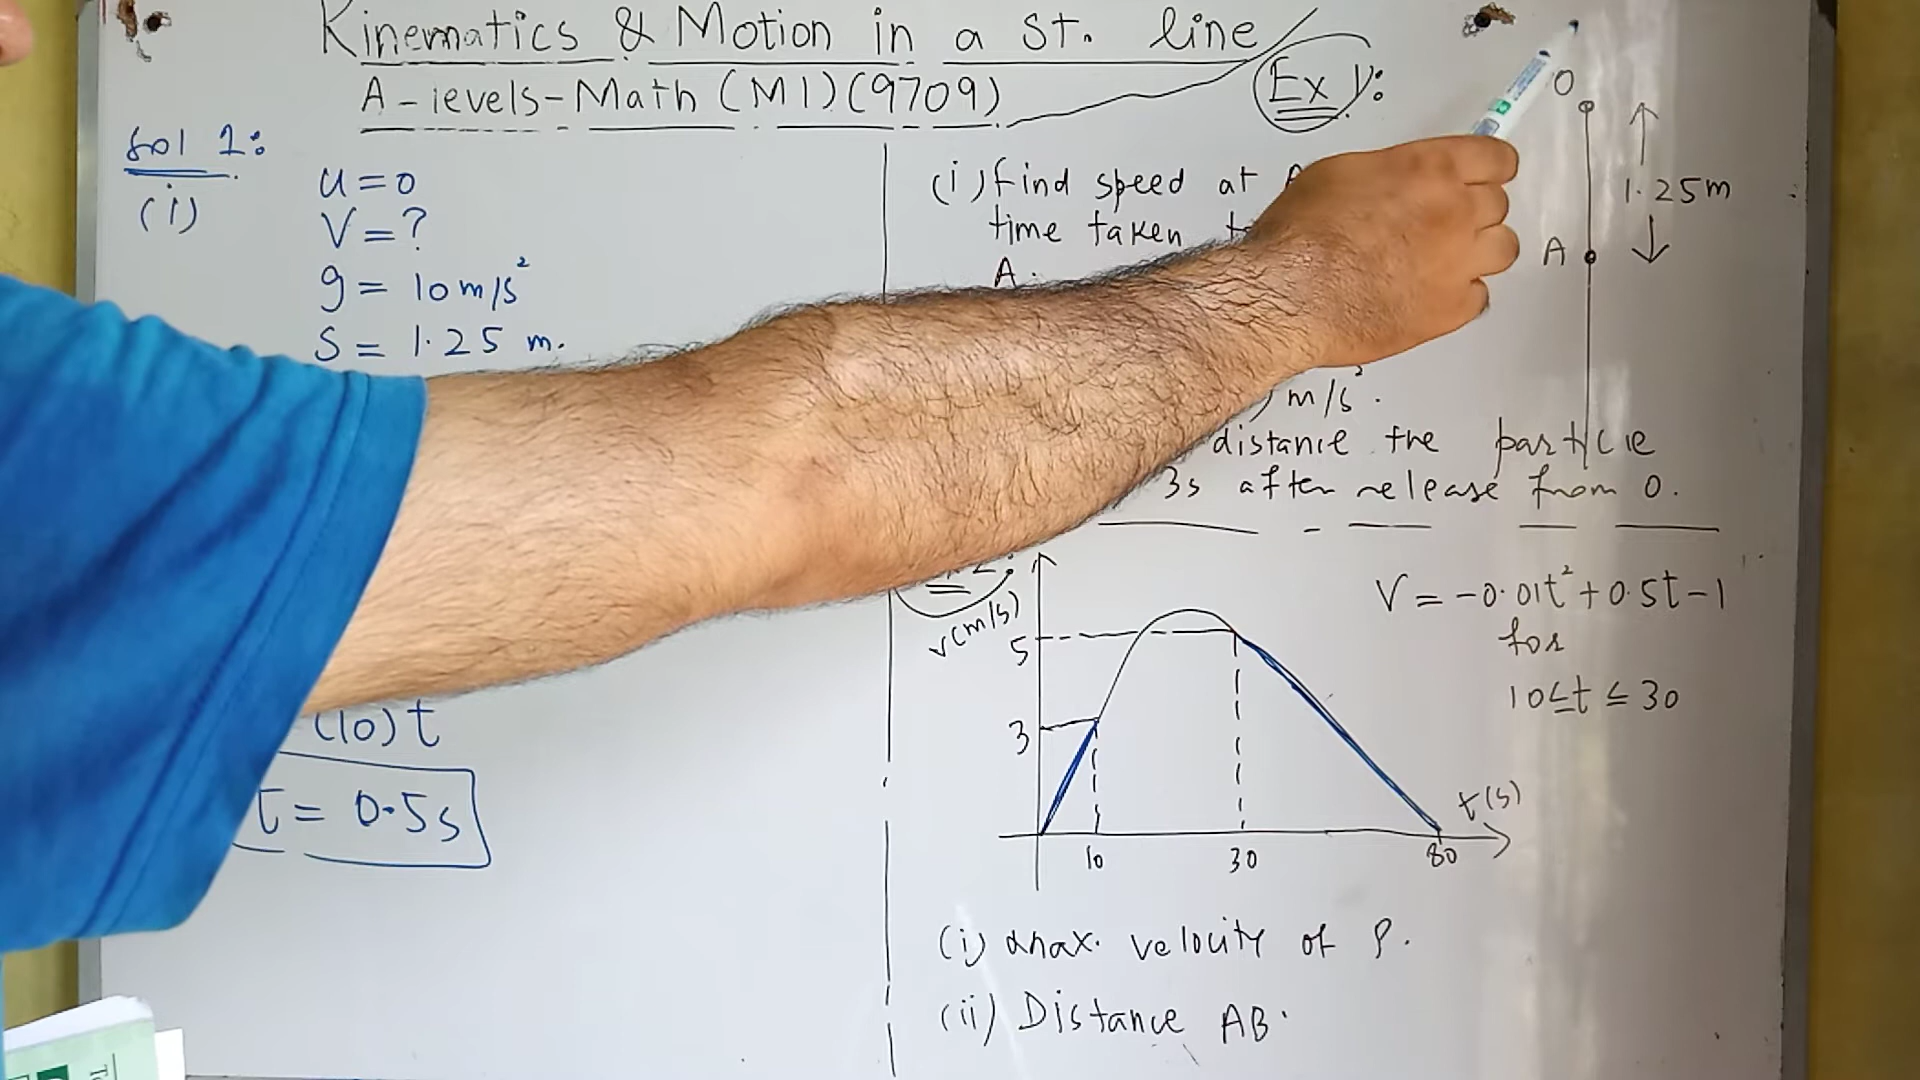 Kinematics & Motion in a st. line
A-levels-Math (M1)(9709)
Sol 1:
(i)
u = 0
V = ?
g = 10 m/s²
S = 1.25 m.
(10) t
t = 0.5s
Ex 1:
(i) find speed at
time taken
A.
m/s².
distance the particle
3s after release from O.
O
1.25m
A
v(m/s)
5
3
10
30
80
t(s)
V = -0.01t² + 0.5t - 1
for
10 ≤ t ≤ 30
(i) max. velocity of P.
(ii) Distance AB.